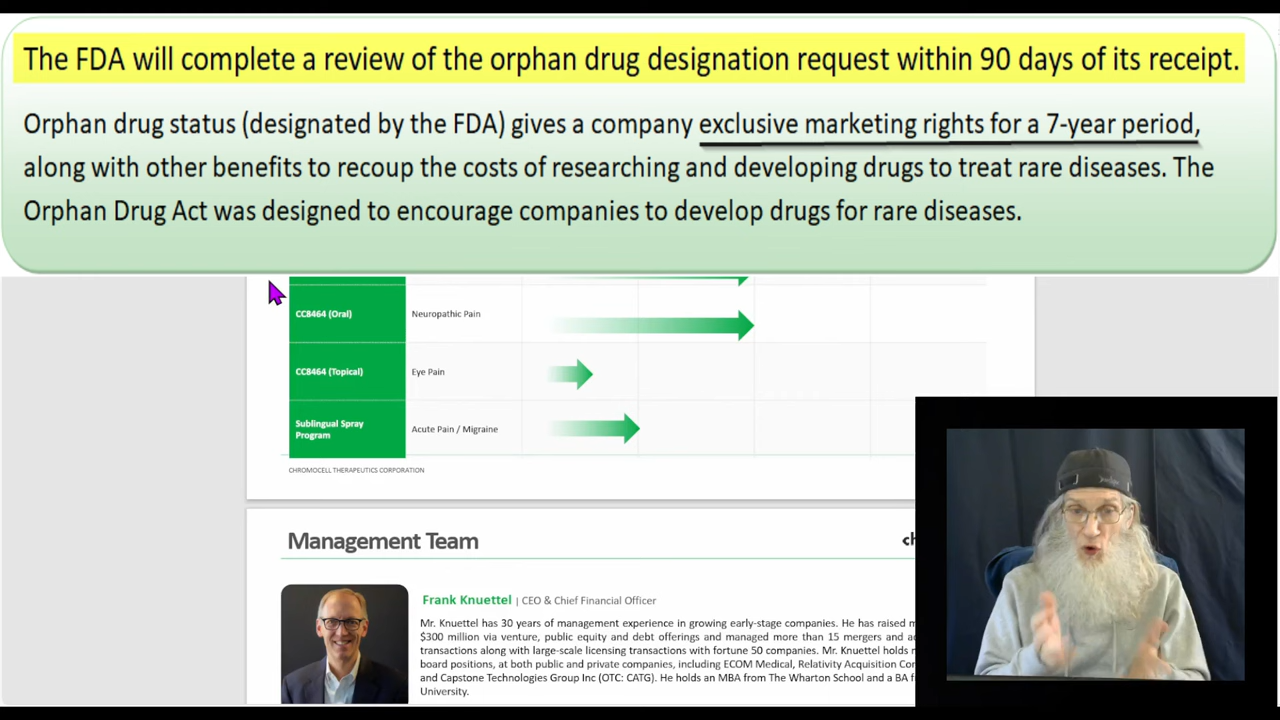 The FDA will complete a review of the orphan drug designation request within 90 days of its receipt.
Orphan drug status (designated by the FDA) gives a company exclusive marketing rights for a 7-year period,
along with other benefits to recoup the costs of researching and developing drugs to treat rare diseases. The
Orphan Drug Act was designed to encourage companies to develop drugs for rare diseases.
CC8464 (Oral)
Neuropathic Pain
CC8464 (Topical)
Eye Pain
Sublingual Spray
Program
Acute Pain / Migraine
CHROMOCELL THERAPEUTICS CORPORATION
Management Team
Frank Knuettel | CEO & Chief Financial Officer
Mr. Knuettel has 30 years of management experience in growing early-stage companies. He has raised
$300 million via venture, public equity and debt offerings and managed more than 15 mergers and
transactions along with large-scale licensing transactions with fortune 50 companies. Mr. Knuettel holds
board positions, at both public and private companies, including ECOM Medical, Relativity Acquisition
and Capstone Technologies Group Inc (OTC: CATG). He holds an MBA from The Wharton School and a BA
University.